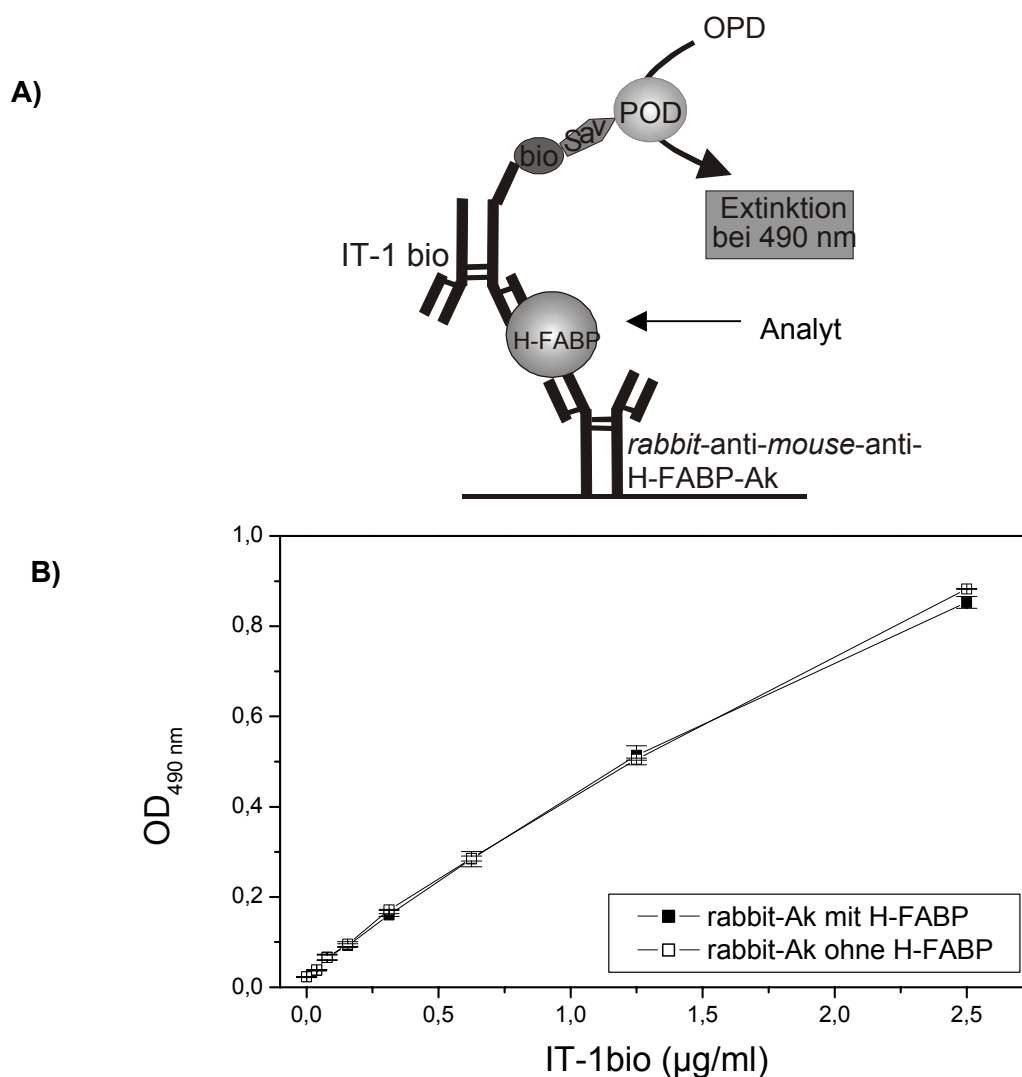 A)
OPD
POD
Sav
bio
Extinktion
bei 490 nm
IT-1 bio
H-FABP
Analyt
rabbit-anti-mouse-anti-
H-FABP-Ak
B)
1,0
0,8
0,6
0,4
0,2
0,0
OD490 nm
rabbit-Ak mit H-FABP
rabbit-Ak ohne H-FABP
0,0 0,5 1,0 1,5 2,0 2,5
IT-1bio (µg/ml)